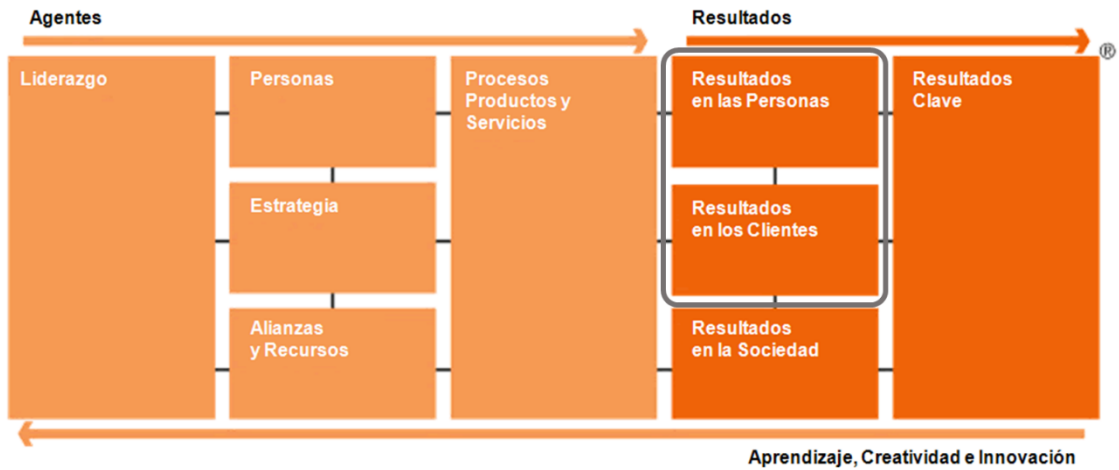 Agentes
Resultados
®
Liderazgo
Personas
Procesos
Productos y
Servicios
Resultados
en las Personas
Resultados
Clave
Estrategia
Resultados
en los Clientes
Alianzas
y Recursos
Resultados
en la Sociedad
Aprendizaje, Creatividad e Innovación